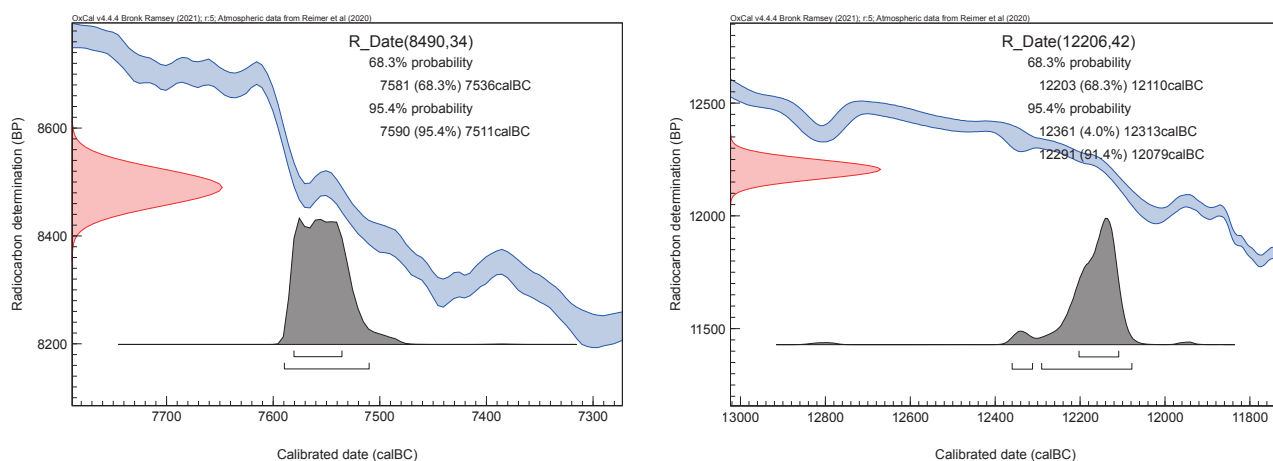 OxCal v4.4.4 Bronk Ramsey (2021); r:5; Atmospheric data from Reimer et al (2020)
R_Date(8490,34)
68.3% probability
7581 (68.3%) 7536calBC
95.4% probability
7590 (95.4%) 7511calBC
8600
8400
8200
Radiocarbon determination (BP)
7700 7600 7500 7400 7300
Calibrated date (calBC)
OxCal v4.4.4 Bronk Ramsey (2021); r:5; Atmospheric data from Reimer et al (2020)
R_Date(12206,42)
68.3% probability
12203 (68.3%) 12110calBC
95.4% probability
12361 (4.0%) 12313calBC
12291 (91.4%) 12079calBC
12500
12000
11500
Radiocarbon determination (BP)
13000 12800 12600 12400 12200 12000 11800
Calibrated date (calBC)